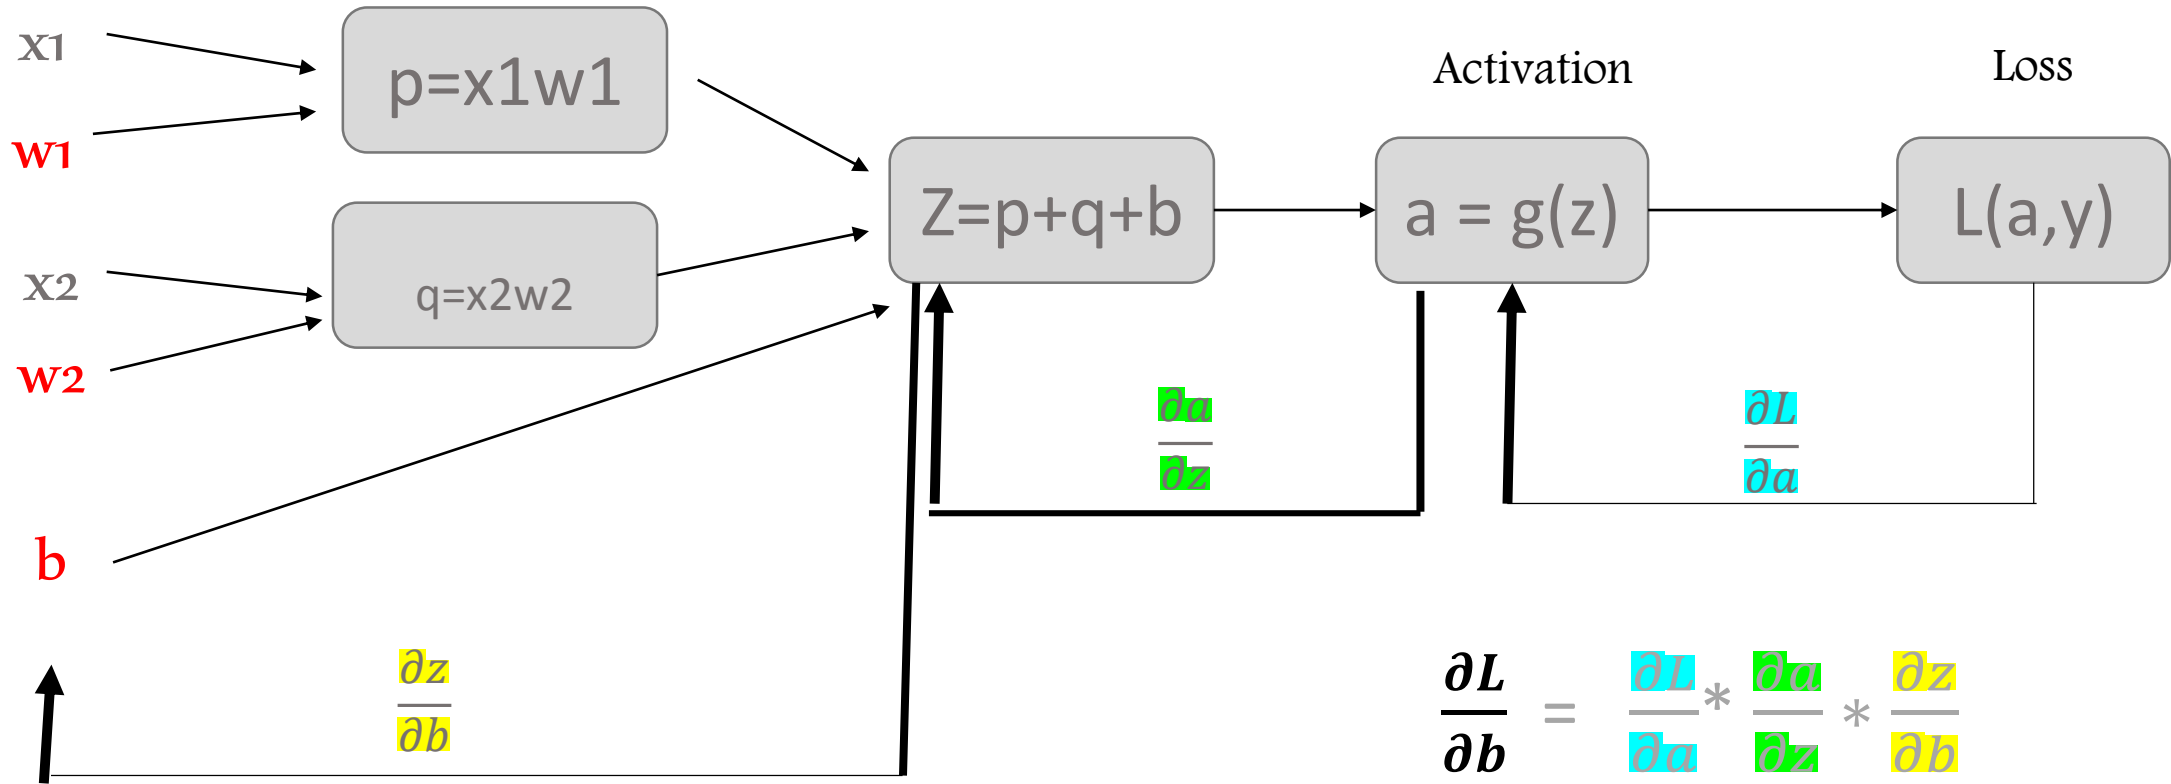 x1
w1
p=x1w1
x2
w2
q=x2w2
b
Z=p+q+b
Activation
a = g(z)
Loss
L(a,y)
∂a
∂z
∂L
∂a
∂z
∂b
∂L/∂b = ∂L/∂a * ∂a/∂z * ∂z/∂b